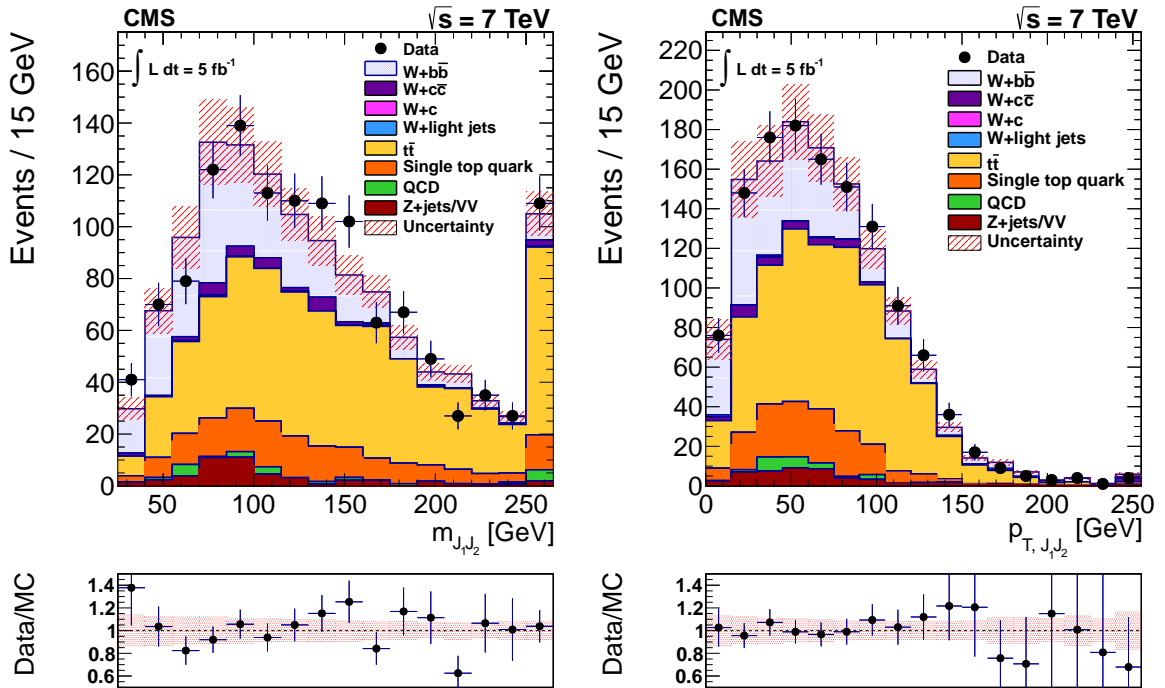 CMS √s = 7 TeV
∫ L dt = 5 fb⁻¹
Data
W+bb̅
W+cc̅
W+c
W+light jets
tt̅
Single top quark
QCD
Z+jets/VV
Uncertainty
Events / 15 GeV
160
140
120
100
80
60
40
20
0
50 100 150 200 250
m_J₁J₂ [GeV]
Data/MC
1.4
1.2
1
0.8
0.6
CMS √s = 7 TeV
∫ L dt = 5 fb⁻¹
Data
W+bb̅
W+cc̅
W+c
W+light jets
tt̅
Single top quark
QCD
Z+jets/VV
Uncertainty
Events / 15 GeV
220
200
180
160
140
120
100
80
60
40
20
0
0 50 100 150 200 250
p_T, J₁J₂ [GeV]
Data/MC
1.4
1.2
1
0.8
0.6